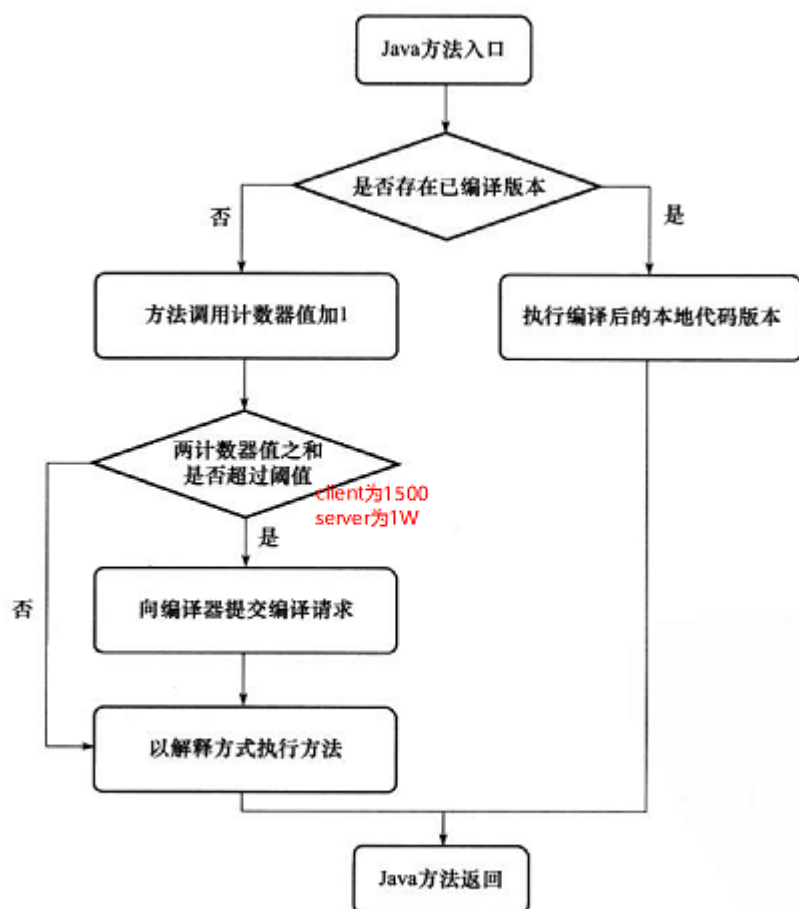 Java方法入口
是否存在已编译版本
否
是
方法调用计数器值加1
执行编译后的本地代码版本
两计数器值之和
是否超过阈值
client为1500
server为1W
是
否
向编译器提交编译请求
以解释方式执行方法
Java方法返回